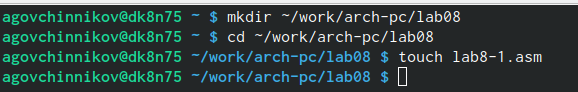 agovchinnikov@dk8n75 ~ $ mkdir ~/work/arch-pc/lab08
agovchinnikov@dk8n75 ~ $ cd ~/work/arch-pc/lab08
agovchinnikov@dk8n75 ~/work/arch-pc/lab08 $ touch lab8-1.asm
agovchinnikov@dk8n75 ~/work/arch-pc/lab08 $